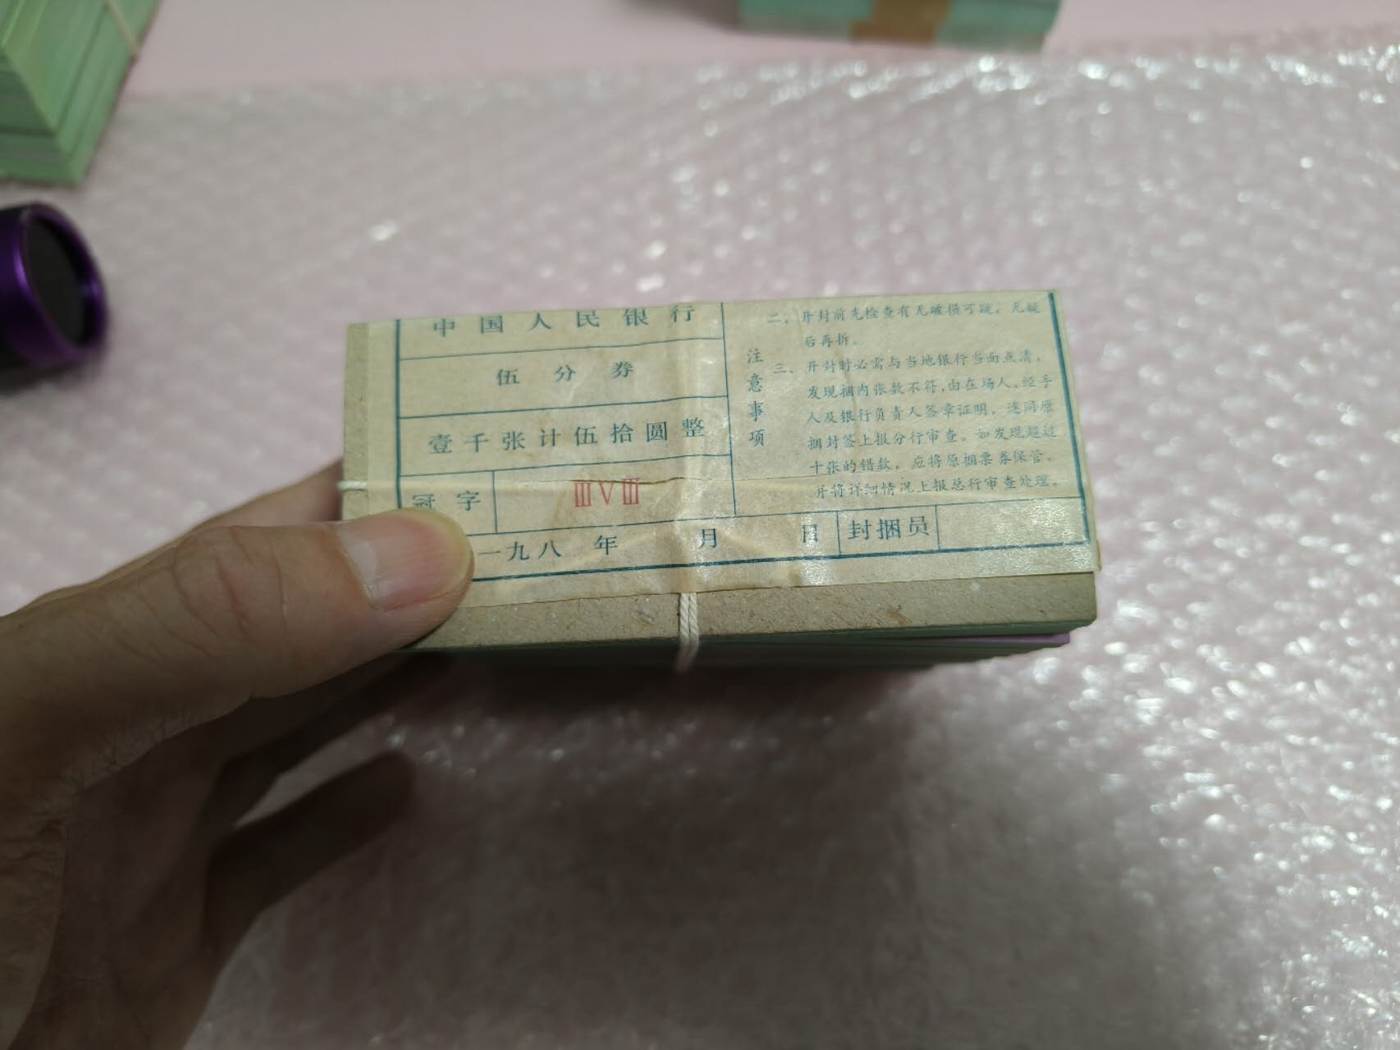 中国人民银行
伍分券
壹千张计伍拾圆整
冠字 ⅢⅤⅢ
一九八 年 月 日 封捆员
注意事项
二、开封前先检查有无破损可疑。无疑
后再拆。
三、开封时必需与当地银行当面点清，
发现捆内张数不符，由在场人。经手
人及银行负责人签章证明，连同原
捆封签上报分行审查。如发现超过
十张的错款，应将原捆票券保管。
并将详细情况上报总行审查处理。